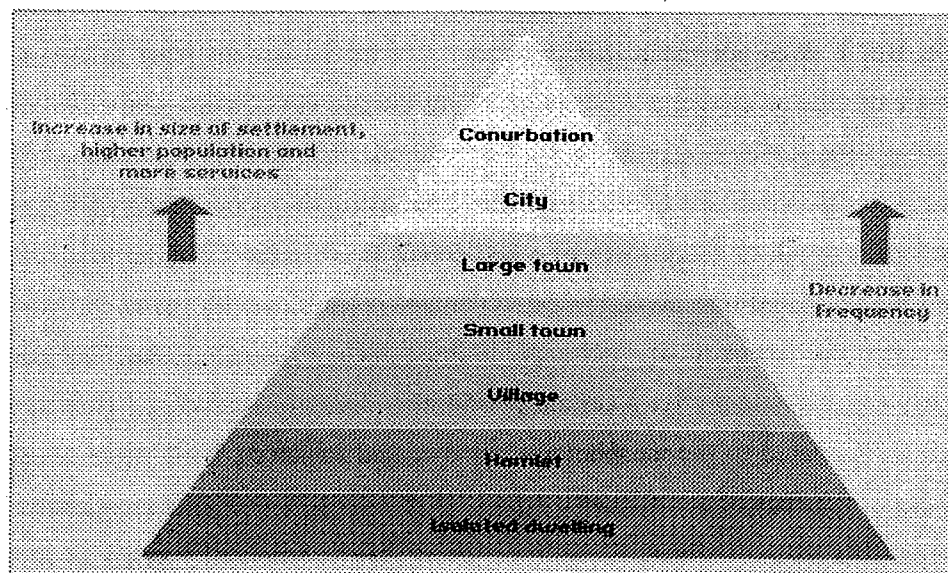 Increase in size of settlement,
higher population and
more services
Conurbation
City
Large town
Decrease in
frequency
Small town
Village
Hamlet
Isolated dwelling